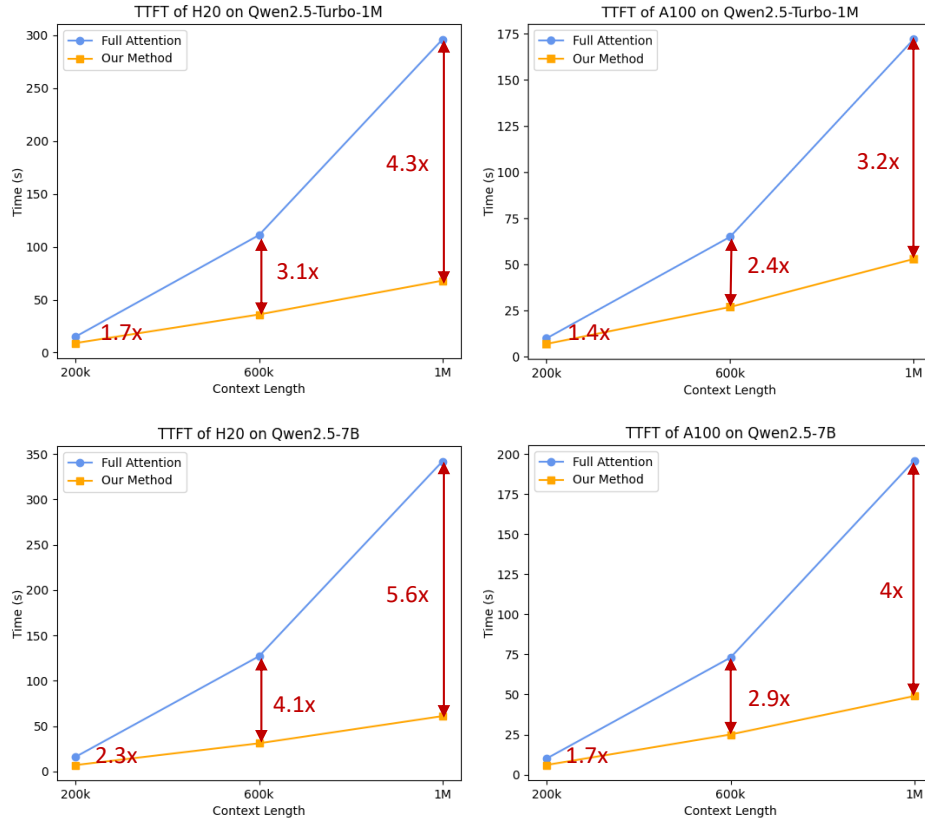 TTFT of H20 on Qwen2.5-Turbo-1M
Full Attention
Our Method
300
250
200
150
100
50
0
Time (s)
4.3x
3.1x
1.7x
200k
600k
1M
Context Length
TTFT of A100 on Qwen2.5-Turbo-1M
Full Attention
Our Method
175
150
125
100
75
50
25
0
Time (s)
3.2x
2.4x
1.4x
200k
600k
1M
Context Length
TTFT of H20 on Qwen2.5-7B
Full Attention
Our Method
350
300
250
200
150
100
50
0
Time (s)
5.6x
4.1x
2.3x
200k
600k
1M
Context Length
TTFT of A100 on Qwen2.5-7B
Full Attention
Our Method
200
175
150
125
100
75
50
25
0
Time (s)
4x
2.9x
1.7x
200k
600k
1M
Context Length